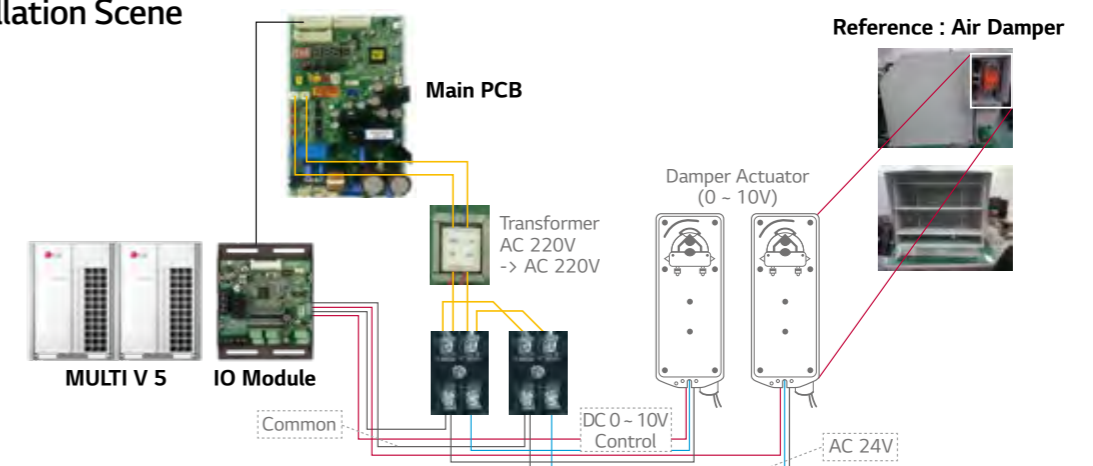 llation Scene
Reference : Air Damper
Main PCB
Damper Actuator
(0 ~ 10V)
Transformer
AC 220V
-> AC 220V
MULTI V 5
IO Module
Common
DC 0 ~ 10V
Control
AC 24V